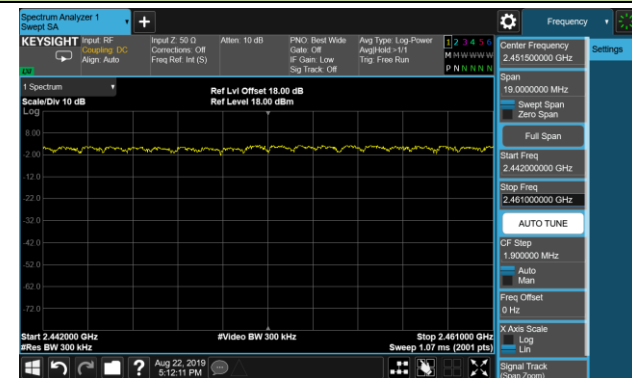 Spectrum Analyzer 1
Swept SA
+
Frequency
KEYSIGHT
Input: RF
Coupling: DC
Align: Auto
Input Z: 50 Ω
Corrections: Off
Freq Ref: Int (S)
Atten: 10 dB
PNO: Best Wide
Gate: Off
IF Gain: Low
Sig Track: Off
Avg Type: Log-Power
Avg|Hold:>1/1
Trig: Free Run
1 2 3 4 5 6
M M W W W W
P N N N N N
LXI
1 Spectrum
Scale/Div 10 dB
Ref Lvl Offset 18.00 dB
Ref Level 18.00 dBm
Log
8.00
-2.00
-12.0
-22.0
-32.0
-42.0
-52.0
-62.0
-72.0
Start 2.442000 GHz
#Res BW 300 kHz
#Video BW 300 kHz
Stop 2.461000 GHz
Sweep 1.07 ms (2001 pts)
?
Aug 22, 2019
5:12:11 PM
Settings
Center Frequency
2.451500000 GHz
Span
19.0000000 MHz
Swept Span
Zero Span
Full Span
Start Freq
2.442000000 GHz
Stop Freq
2.461000000 GHz
AUTO TUNE
CF Step
1.900000 MHz
Auto
Man
Freq Offset
0 Hz
X Axis Scale
Log
Lin
Signal Track
(Span Zoom)